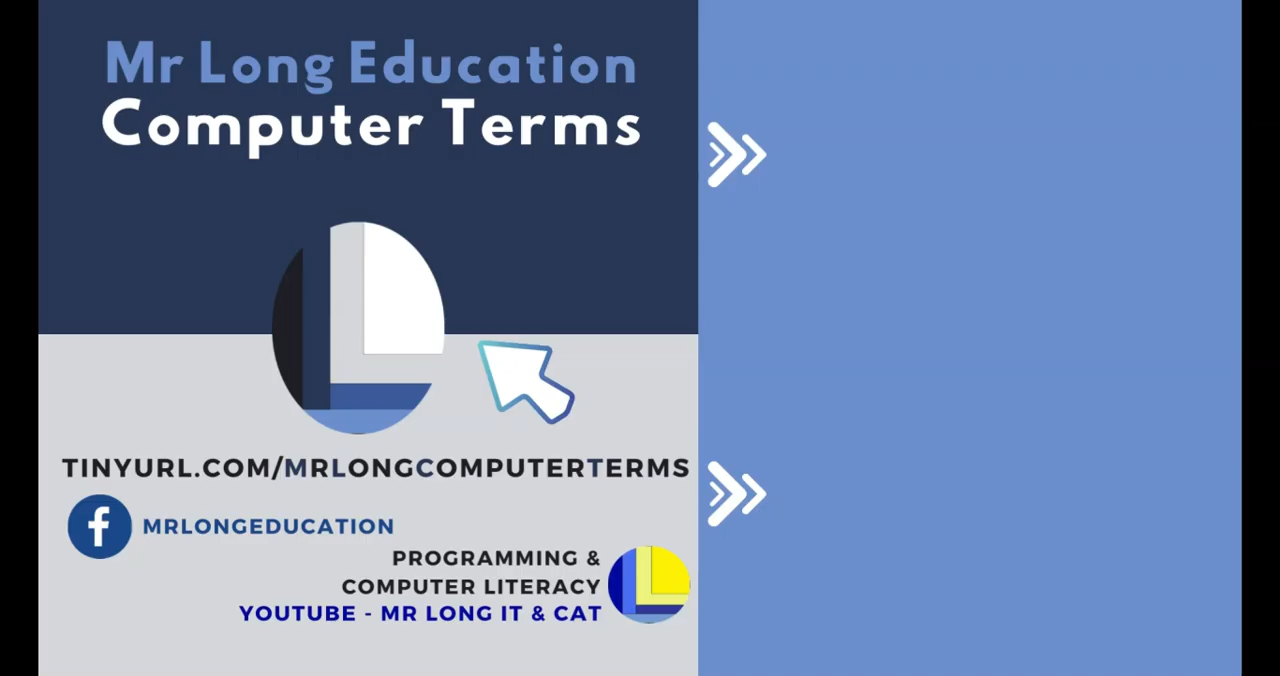 Mr Long Education
Computer Terms
TINYURL.COM/MRLONGCOMPUTERTERMS
MRLONGEDUCATION
PROGRAMMING &
COMPUTER LITERACY
YOUTUBE - MR LONG IT & CAT